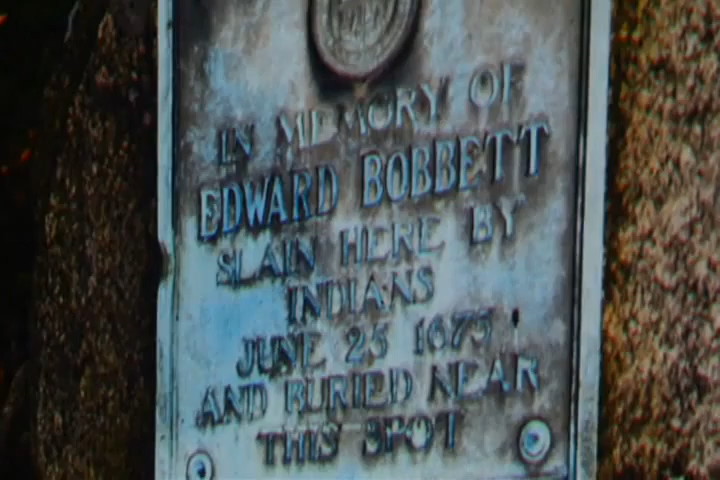 IN MEMORY OF
EDWARD BOBBETT
SLAIN HERE BY
INDIANS
JUNE 25 1675
AND BURIED NEAR
THIS SPOT